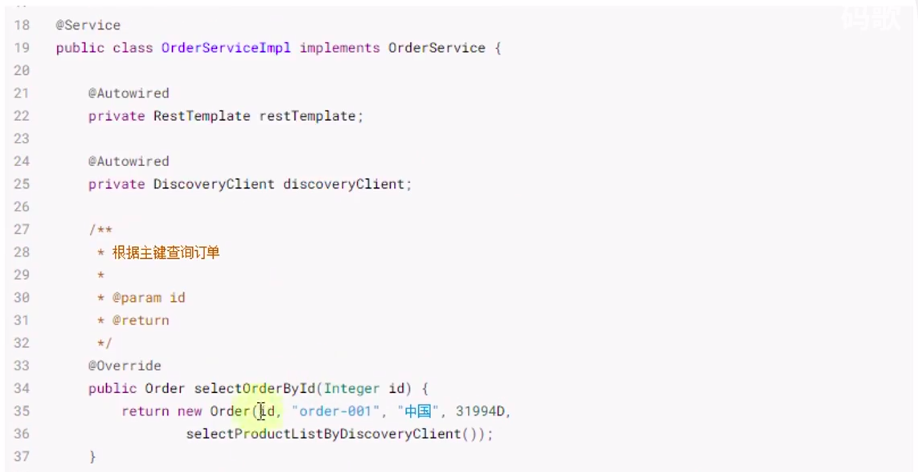 码歌
18 @Service
19 public class OrderServiceImpl implements OrderService {
20
21 @Autowired
22 private RestTemplate restTemplate;
23
24 @Autowired
25 private DiscoveryClient discoveryClient;
26
27 /**
28 * 根据主键查询订单
29 *
30 * @param id
31 * @return
32 */
33 @Override
34 public Order selectOrderById(Integer id) {
35 return new Order(id, "order-001", "中国", 31994D,
36 selectProductListByDiscoveryClient());
37 }